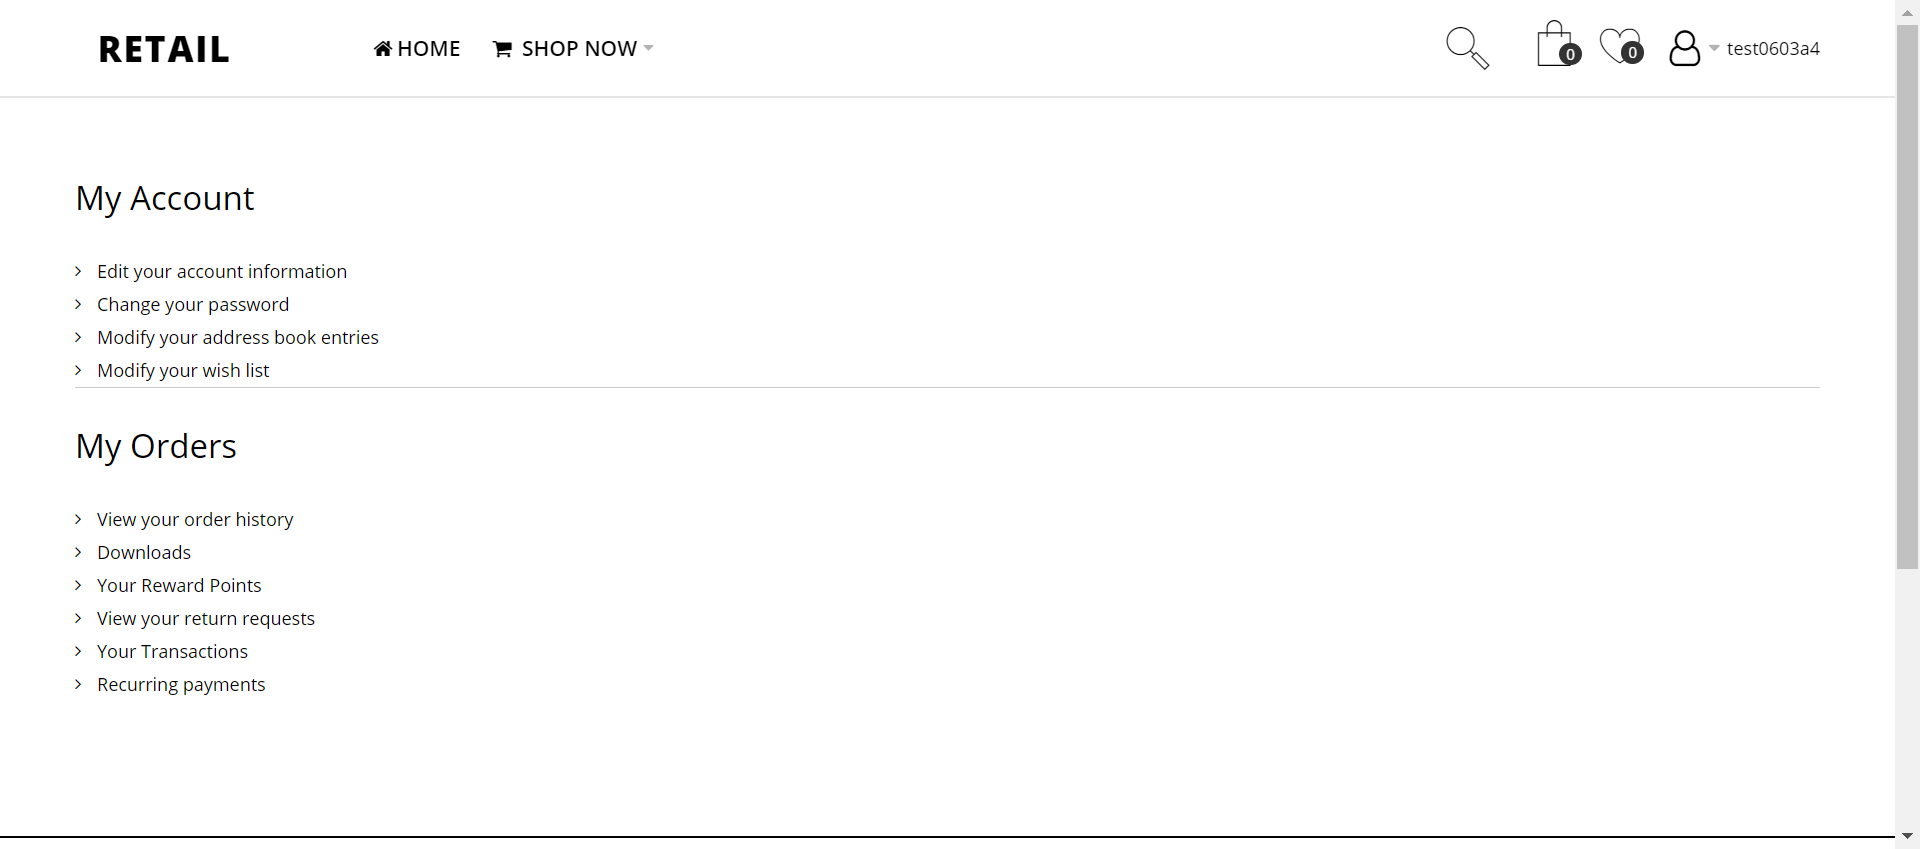 RETAIL
HOME
SHOP NOW
0
0
test0603a4
My Account
Edit your account information
Change your password
Modify your address book entries
Modify your wish list
My Orders
View your order history
Downloads
Your Reward Points
View your return requests
Your Transactions
Recurring payments